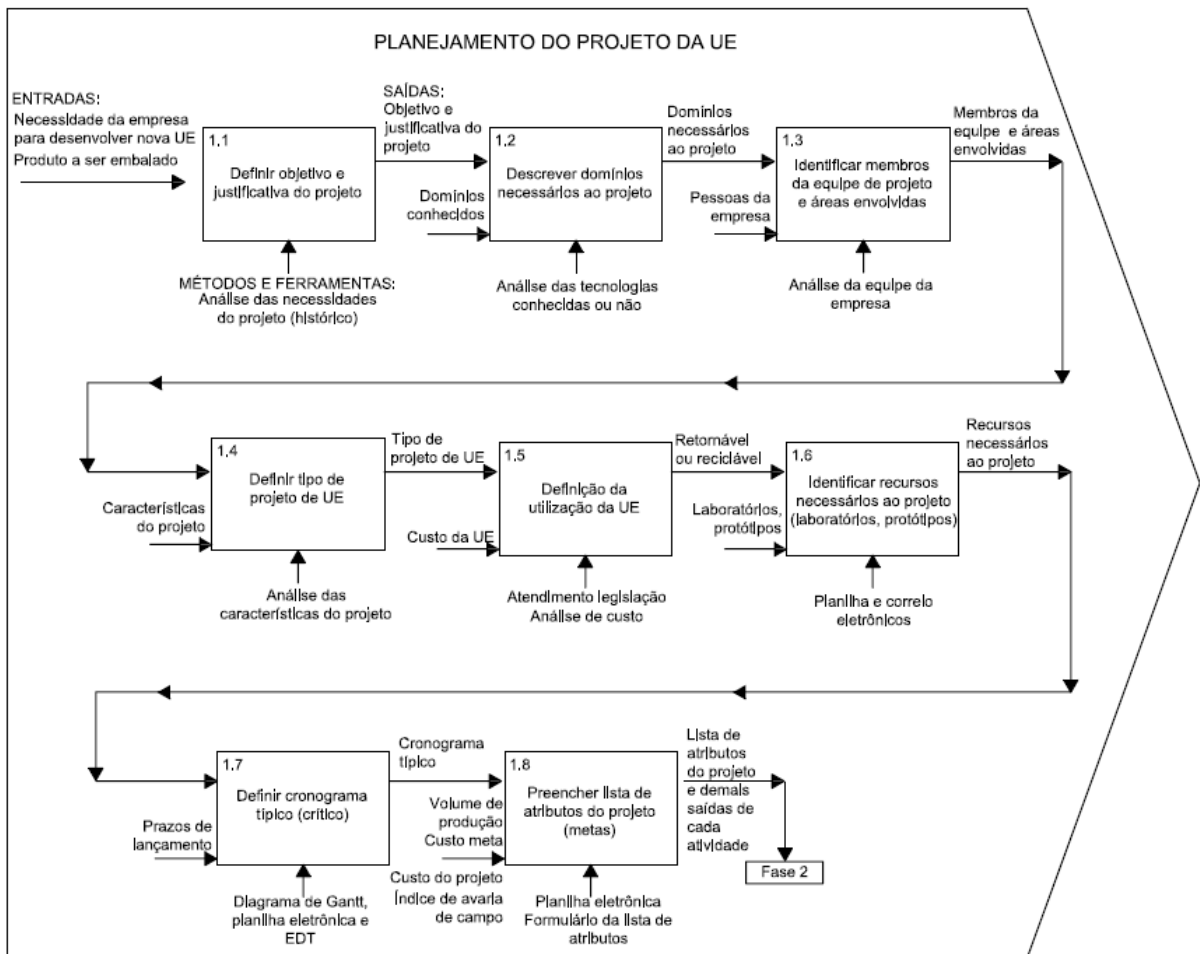 PLANEJAMENTO DO PROJETO DA UE
ENTRADAS:
Necessidade da empresa
para desenvolver nova UE
Produto a ser embalado
1.1
Definir objetivo e
justificativa do projeto
MÉTODOS E FERRAMENTAS:
Análise das necessidades
do projeto (histórico)
SAÍDAS:
Objetivo e
justificativa do
projeto
Domínios
conhecidos
1.2
Descrever domínios
necessários ao projeto
Análise das tecnologias
conhecidas ou não
Domínios
necessários
ao projeto
Pessoas da
empresa
1.3
Identificar membros
da equipe de projeto
e áreas envolvidas
Análise da equipe da
empresa
Membros da
equipe e áreas
envolvidas
Características
do projeto
1.4
Definir tipo de
projeto de UE
Análise das
características do projeto
Tipo de
projeto de UE
Custo da UE
1.5
Definição da
utilização da UE
Atendimento legislação
Análise de custo
Retornável
ou reciclável
Laboratórios,
protótipos
1.6
Identificar recursos
necessários ao projeto
(laboratórios, protótipos)
Planilha e correio
eletrônicos
Recursos
necessários
ao projeto
Prazos de
lançamento
1.7
Definir cronograma
típico (crítico)
Diagrama de Gantt,
planilha eletrônica e
EDT
Cronograma
típico
Volume de
produção
Custo meta
Custo do projeto
Índice de avaria
de campo
1.8
Preencher lista de
atributos do projeto
(metas)
Planilha eletrônica
Formulário da lista de
atributos
Lista de
atributos
do projeto
e demais
saídas de
cada
atividade
Fase 2